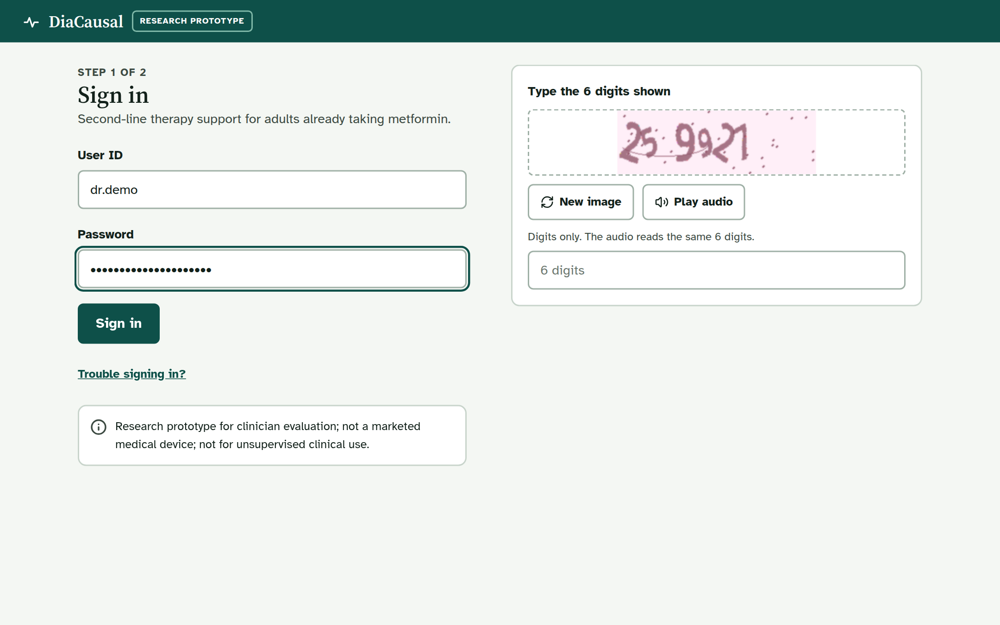 DiaCausal
RESEARCH PROTOTYPE
STEP 1 OF 2
Sign in
Second-line therapy support for adults already taking metformin.
User ID
dr.demo
Password
•••••••••••••••••••••
Sign in
Trouble signing in?
Research prototype for clinician evaluation; not a marketed
medical device; not for unsupervised clinical use.
Type the 6 digits shown
New image
Play audio
Digits only. The audio reads the same 6 digits.
6 digits